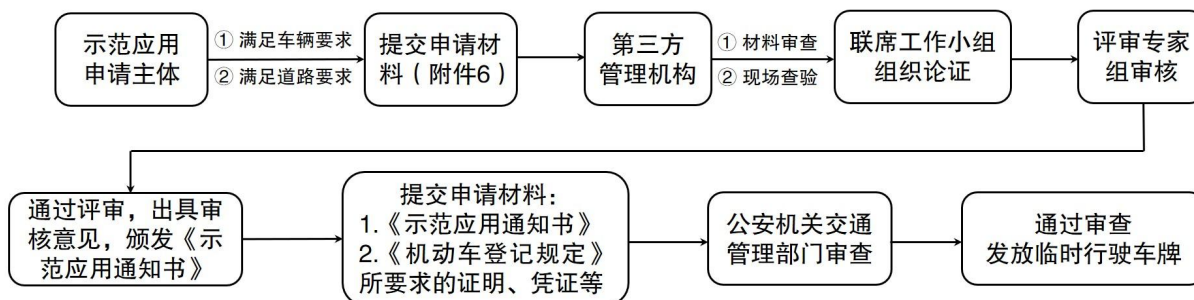 示范应用
申请主体
① 满足车辆要求
② 满足道路要求
提交申请材
料（附件6）
第三方
管理机构
① 材料审查
② 现场查验
联席工作小组
组织论证
评审专家
组审核
通过评审，出具审
核意见，颁发《示
范应用通知书》
提交申请材料：
1.《示范应用通知书》
2.《机动车登记规定》
所要求的证明、凭证等
公安机关交通
管理部门审查
通过审查
发放临时行驶车牌